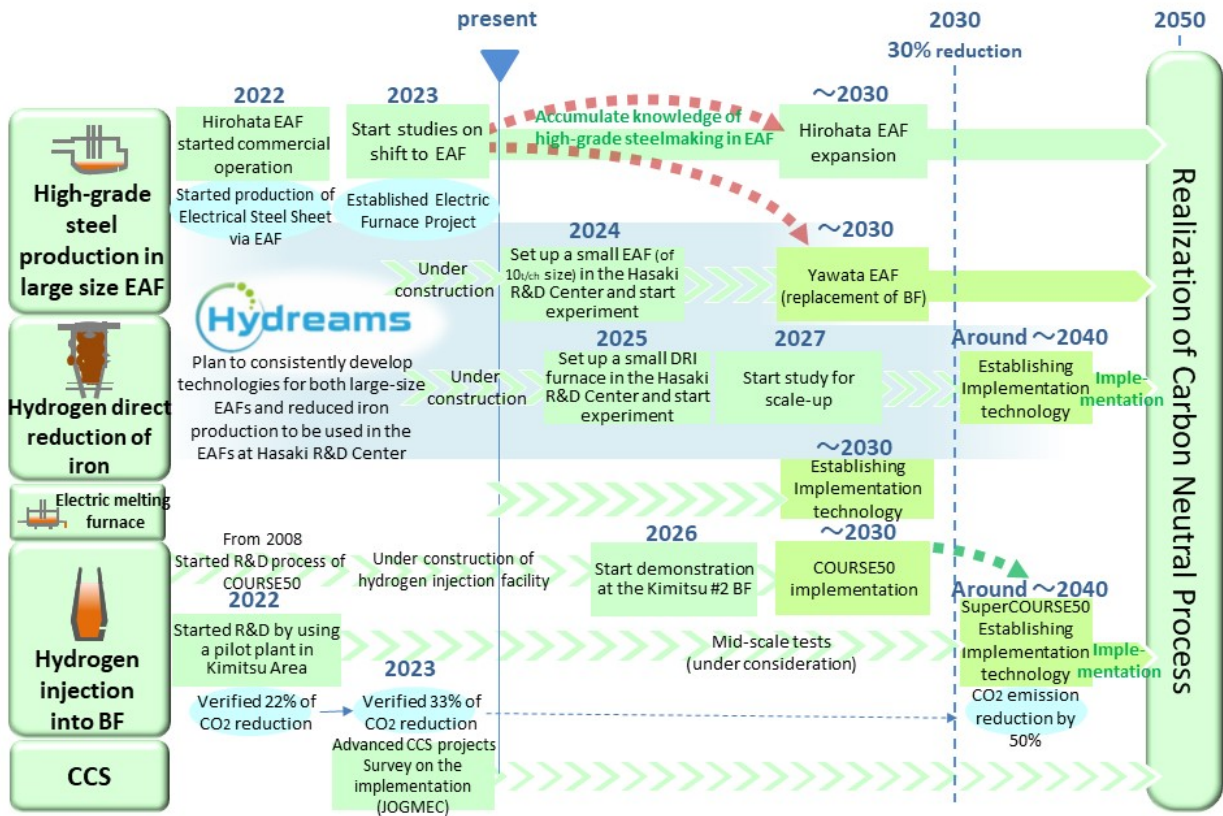 present
2030
30% reduction
2050
High-grade
steel
production in
large size EAF
2022
Hirohata EAF
started commercial
operation
Started production of
Electrical Steel Sheet
via EAF
2023
Start studies on
shift to EAF
Established Electric
Furnace Project
Accumulate knowledge of
high-grade steelmaking in EAF
～2030
Hirohata EAF
expansion
Under
construction
2024
Set up a small EAF (of
10t/ch size) in the Hasaki
R&D Center and start
experiment
～2030
Yawata EAF
(replacement of BF)
Hydreams
Plan to consistently develop
technologies for both large-size
EAFs and reduced iron
production to be used in the
EAFs at Hasaki R&D Center
Hydrogen direct
reduction of
iron
Under
construction
2025
Set up a small DRI
furnace in the Hasaki
R&D Center and start
experiment
2027
Start study for
scale-up
Around ～2040
Establishing
Implementation
technology
Imple-
mentation
Electric melting
furnace
～2030
Establishing
Implementation
technology
Hydrogen
injection
into BF
From 2008
Started R&D process of
COURSE50
Under construction of
hydrogen injection facility
2026
Start demonstration
at the Kimitsu #2 BF
～2030
COURSE50
implementation
2022
Started R&D by using
a pilot plant in
Kimitsu Area
Mid-scale tests
(under consideration)
Around ～2040
SuperCOURSE50
Establishing
Implementation
technology
Imple-
mentation
Verified 22% of
CO2 reduction
2023
Verified 33% of
CO2 reduction
CO2 emission
reduction by
50%
CCS
Advanced CCS projects
Survey on the
implementation
(JOGMEC)
Realization of Carbon Neutral Process